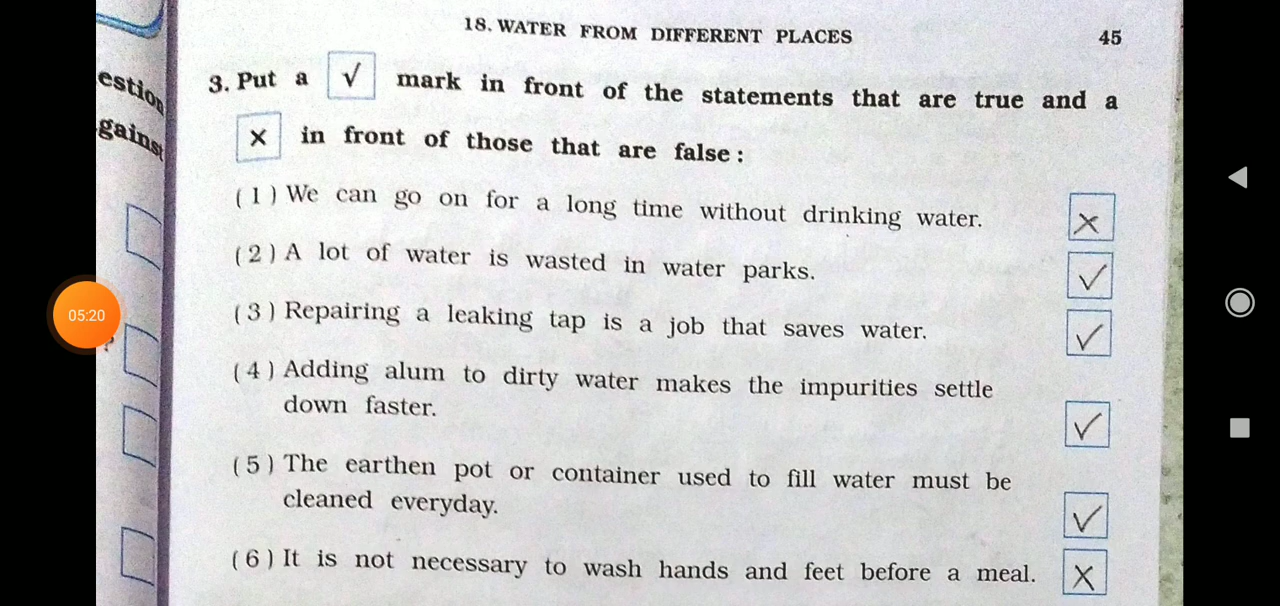 18. WATER FROM DIFFERENT PLACES 45
estion
gainst
?
3. Put a √ mark in front of the statements that are true and a
× in front of those that are false :
( 1 ) We can go on for a long time without drinking water. ×
( 2 ) A lot of water is wasted in water parks. ✓
( 3 ) Repairing a leaking tap is a job that saves water. ✓
( 4 ) Adding alum to dirty water makes the impurities settle
down faster. ✓
( 5 ) The earthen pot or container used to fill water must be
cleaned everyday. ✓
( 6 ) It is not necessary to wash hands and feet before a meal. ×
05:20